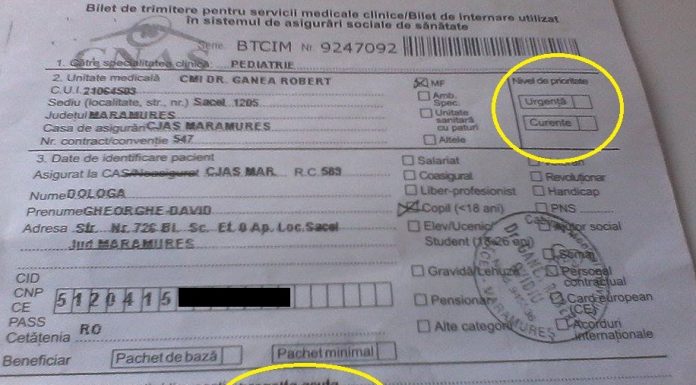 Bilet de trimitere pentru servicii medicale clinice/Bilet de internare utilizat
în sistemul de asigurări sociale de sănătate
CNAS
Serie BTCIM Nr. 9247092
1. Către specialitatea clinică: PEDIATRIE
2. Unitate medicală CMI DR. GANEA ROBERT
C.U.I. 21064503
Sediu (localitate, str., nr.) Sacel 1205
Județul MARAMURES
Casa de asigurări CJAS MARAMURES
Nr. contract/convenție 547
MF
Amb. Spec.
Unitate sanitară cu paturi
Altele
Nivel de prioritate
Urgență
Curente
3. Date de identificare pacient
Asigurat la CAS/Neasigurat CJAS MAR. R.C. 583
Nume DOLOGA
Prenume GHEORGHE-DAVID
Adresa Str. Nr. 726 Bl. Sc. Et. 0 Ap. Loc. Sacel
Jud MARAMURES
CID
CNP
CE
PASS
5120415
Cetățenia RO
Salariat
Coasigurat
Liber-profesionist
Copil (<18 ani)
Elev/Ucenic/
Student (18-26 ani)
Gravidă/Lehuză
Pensionar
Alte categorii
Revoluționar
Handicap
PNS
Ajutor social
Șomaj
Personal contractual
Card european (CE)
Acorduri internaționale
MARAMURES
Beneficiar Pachet de bază Pachet minimal